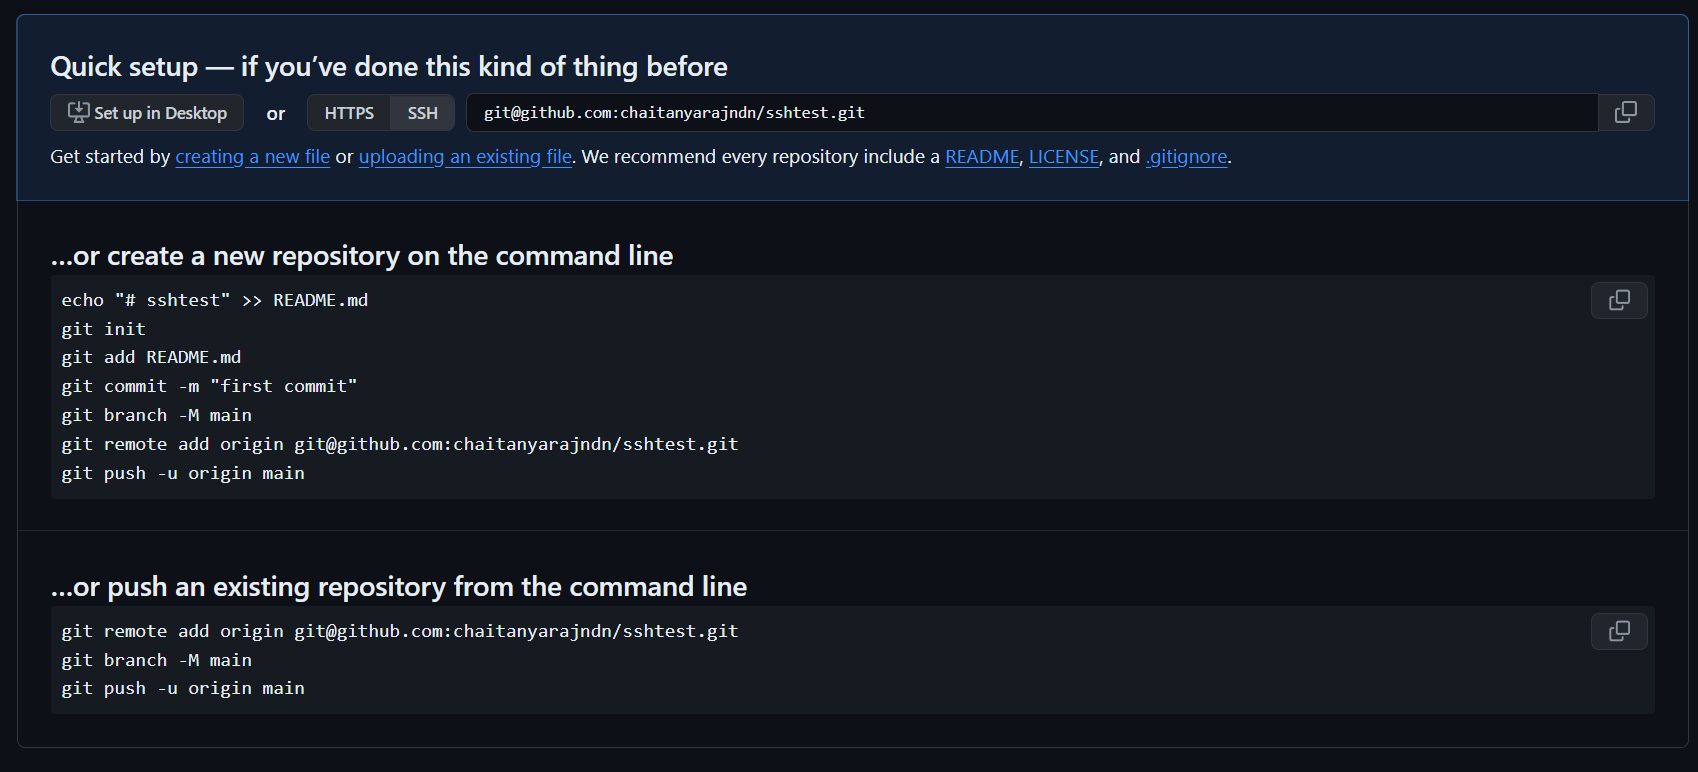 Quick setup — if you’ve done this kind of thing before
Set up in Desktop or HTTPS SSH git@github.com:chaitanyarajndn/sshtest.git
Get started by creating a new file or uploading an existing file. We recommend every repository include a README, LICENSE, and .gitignore.
…or create a new repository on the command line
echo "# sshtest" >> README.md
git init
git add README.md
git commit -m "first commit"
git branch -M main
git remote add origin git@github.com:chaitanyarajndn/sshtest.git
git push -u origin main
…or push an existing repository from the command line
git remote add origin git@github.com:chaitanyarajndn/sshtest.git
git branch -M main
git push -u origin main